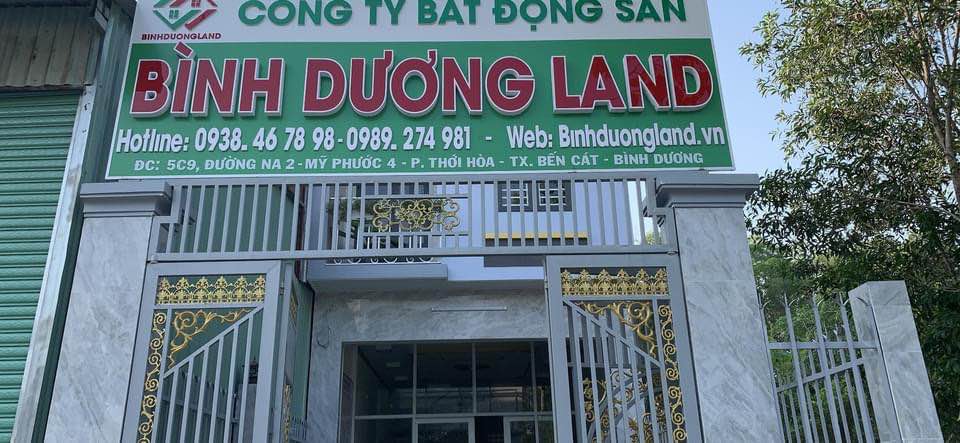 CÔNG TY BẤT ĐỘNG SẢN
BINHDUONGLAND
BÌNH DƯƠNG LAND
Hotline: 0938. 46 78 98 - 0989. 274 981 - Web: Binhduongland.vn
ĐC: 5C9, ĐƯỜNG NA 2 - MỸ PHƯỚC 4 - P. THỚI HÒA - TX. BẾN CÁT - BÌNH DƯƠNG